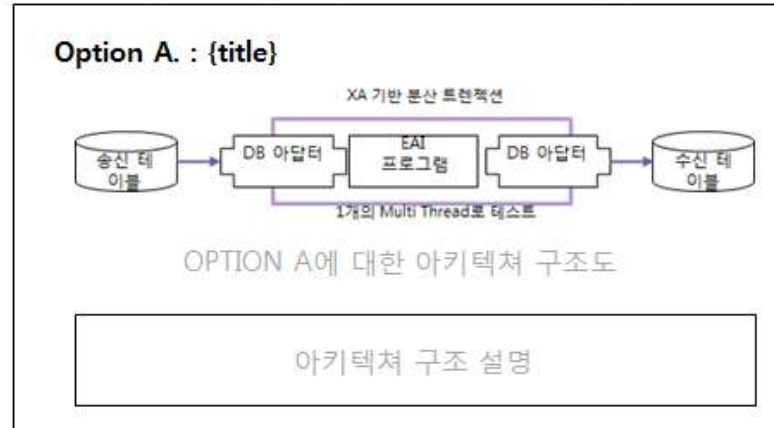 Option A. : {title}
XA 기반 분산 트렌젝션
송신 테
이블
DB 아답터
EAI
프로그램
DB 아답터
수신 테
이블
1개의 Multi Thread로 테스트
OPTION A에 대한 아키텍쳐 구조도
아키텍쳐 구조 설명